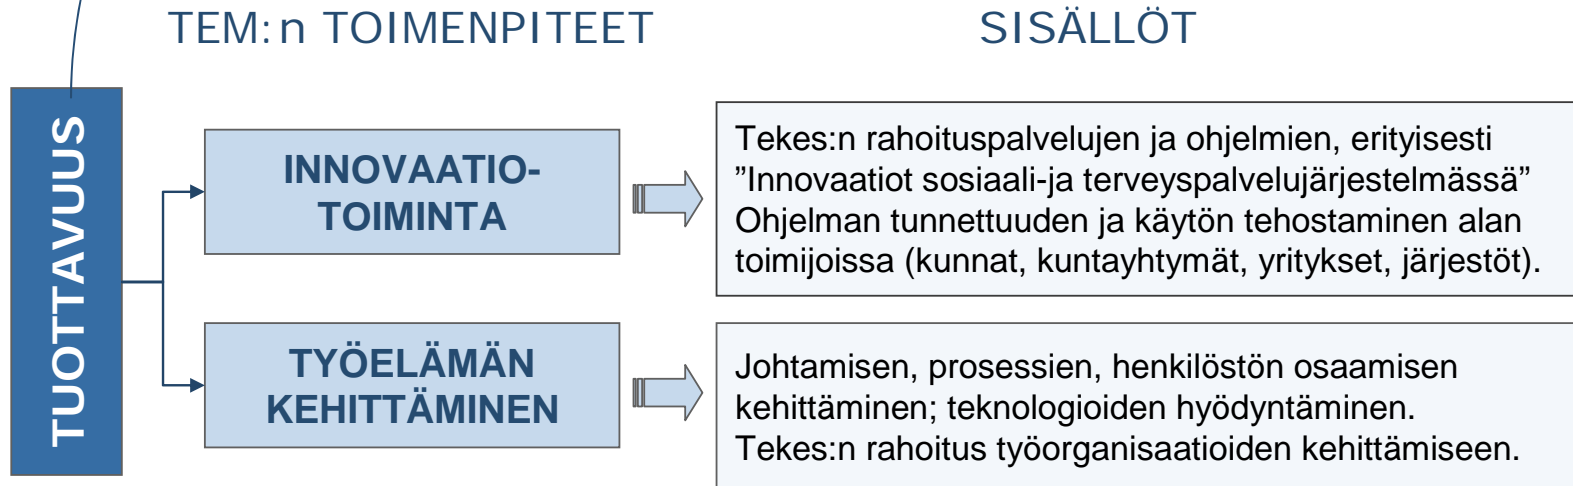 TEM:n TOIMENPITEET
SISÄLLÖT
TUOTTAVUUS
INNOVAATIO-
TOIMINTA
Tekes:n rahoituspalvelujen ja ohjelmien, erityisesti
”Innovaatiot sosiaali-ja terveyspalvelujärjestelmässä”
Ohjelman tunnettuuden ja käytön tehostaminen alan
toimijoissa (kunnat, kuntayhtymät, yritykset, järjestöt).
TYÖELÄMÄN
KEHITTÄMINEN
Johtamisen, prosessien, henkilöstön osaamisen
kehittäminen; teknologioiden hyödyntäminen.
Tekes:n rahoitus työorganisaatioiden kehittämiseen.